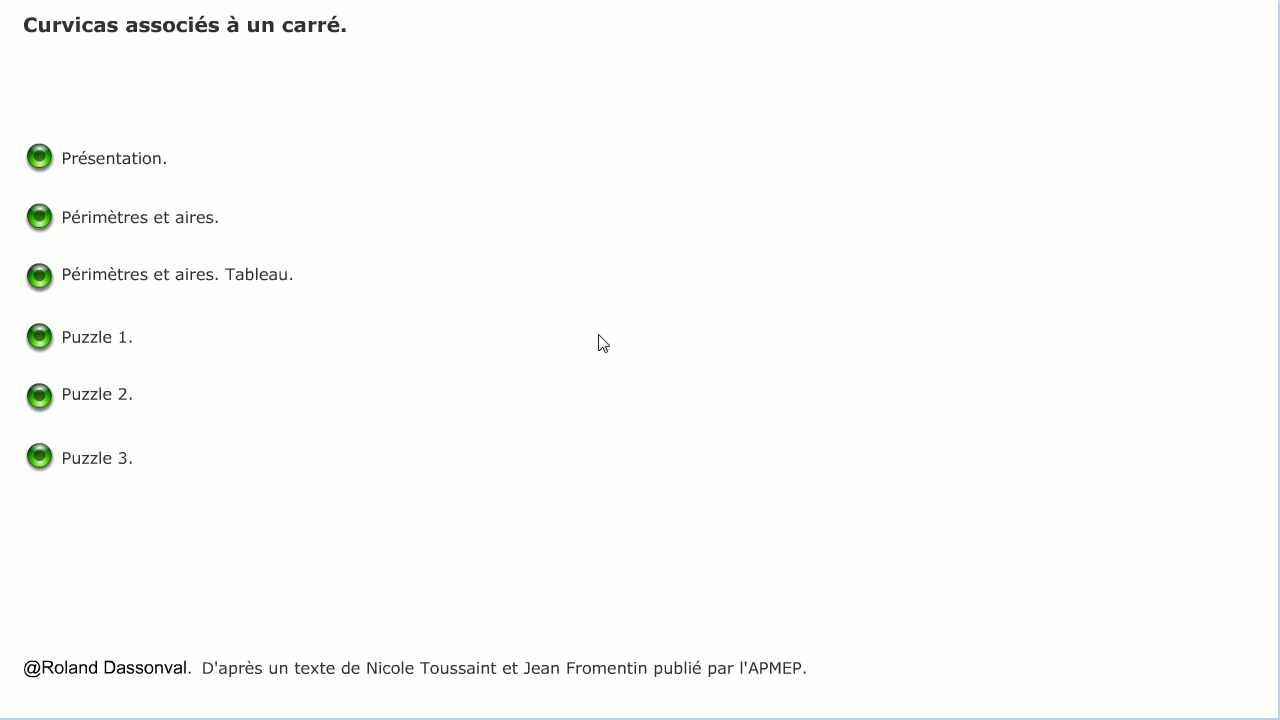 Curvicas associés à un carré.
Présentation.
Périmètres et aires.
Périmètres et aires. Tableau.
Puzzle 1.
Puzzle 2.
Puzzle 3.
@Roland Dassonval. D'après un texte de Nicole Toussaint et Jean Fromentin publié par l'APMEP.